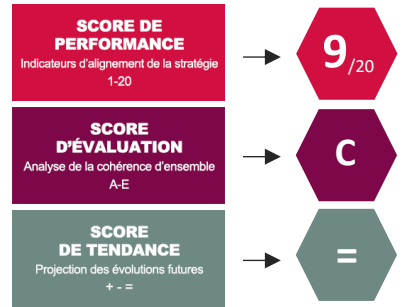 SCORE DE
PERFORMANCE
Indicateurs d'alignement de la stratégie
1-20
9/20
SCORE
D'ÉVALUATION
Analyse de la cohérence d'ensemble
A-E
C
SCORE
DE TENDANCE
Projection des évolutions futures
+ - =
=